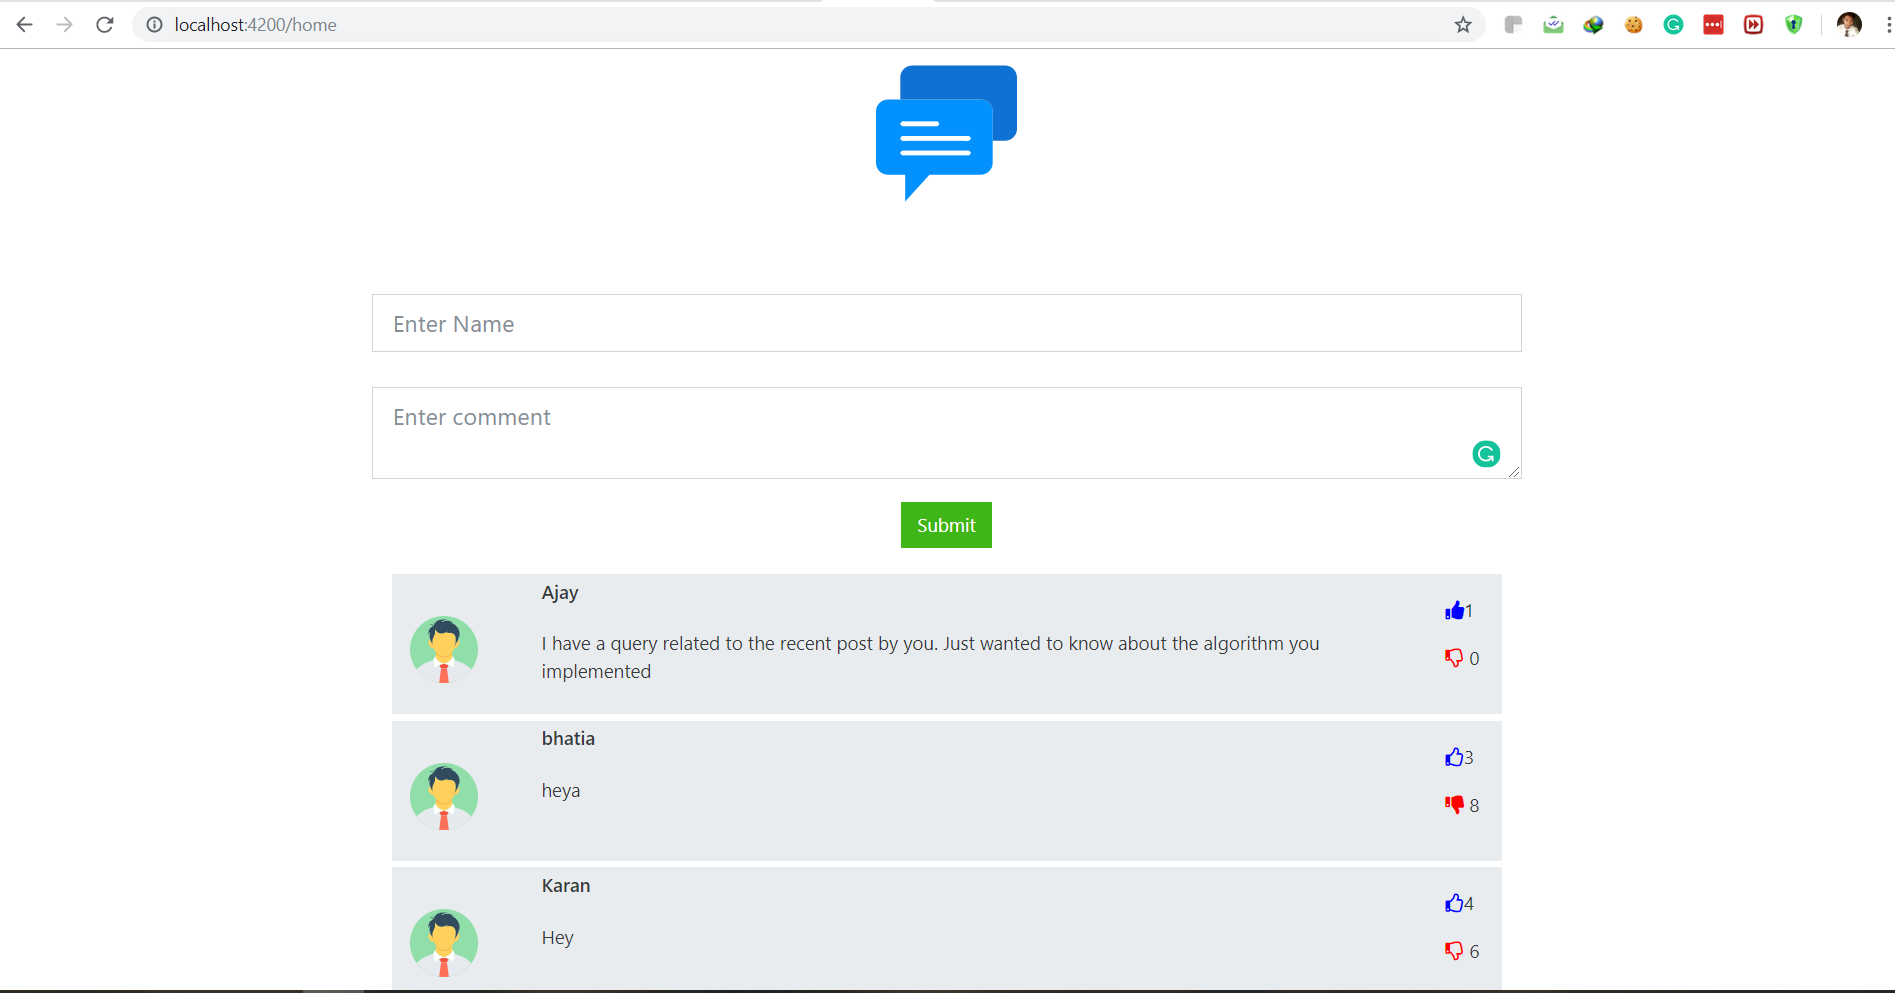 localhost:4200/home
Enter Name
Enter comment
Submit
Ajay
1
I have a query related to the recent post by you. Just wanted to know about the algorithm you
implemented
0
bhatia
3
heya
8
Karan
4
Hey
6